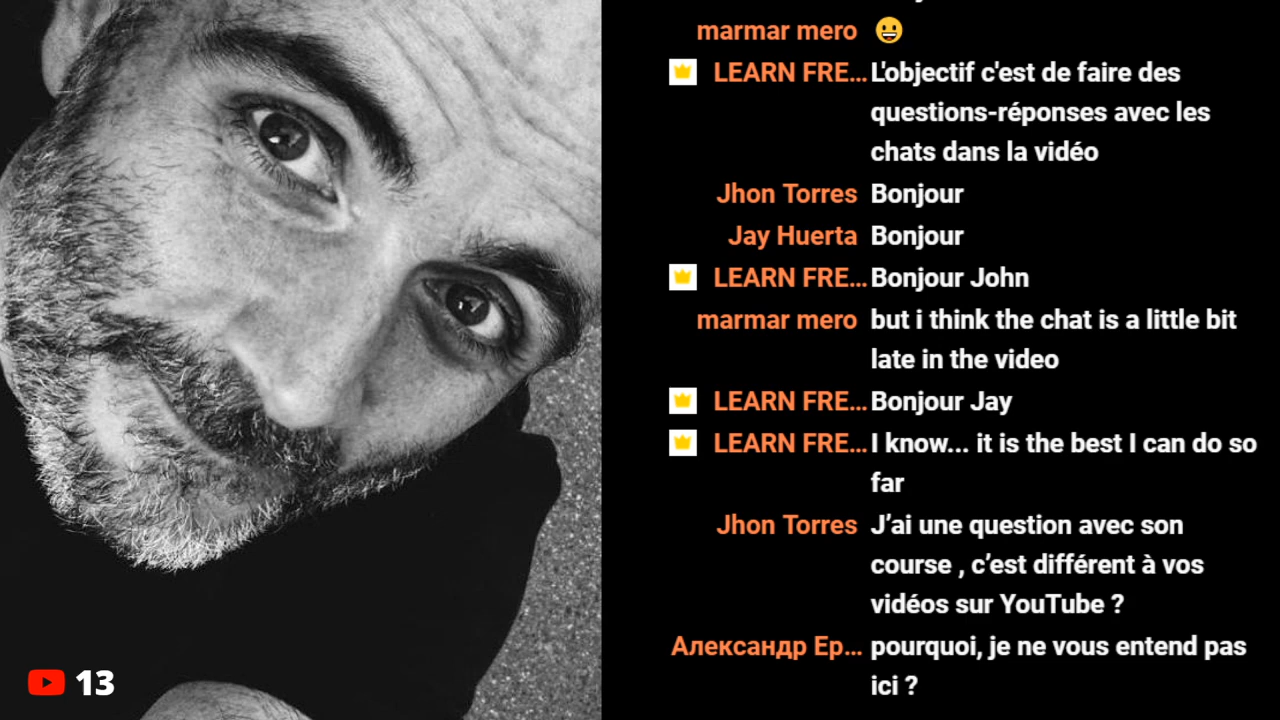 marmar mero 😀
LEARN FRE... L'objectif c'est de faire des
questions-réponses avec les
chats dans la vidéo
Jhon Torres Bonjour
Jay Huerta Bonjour
LEARN FRE... Bonjour John
marmar mero but i think the chat is a little bit
late in the video
LEARN FRE... Bonjour Jay
LEARN FRE... I know... it is the best I can do so
far
Jhon Torres J’ai une question avec son
course , c’est différent à vos
vidéos sur YouTube ?
Александр Ер... pourquoi, je ne vous entend pas
ici ?
13